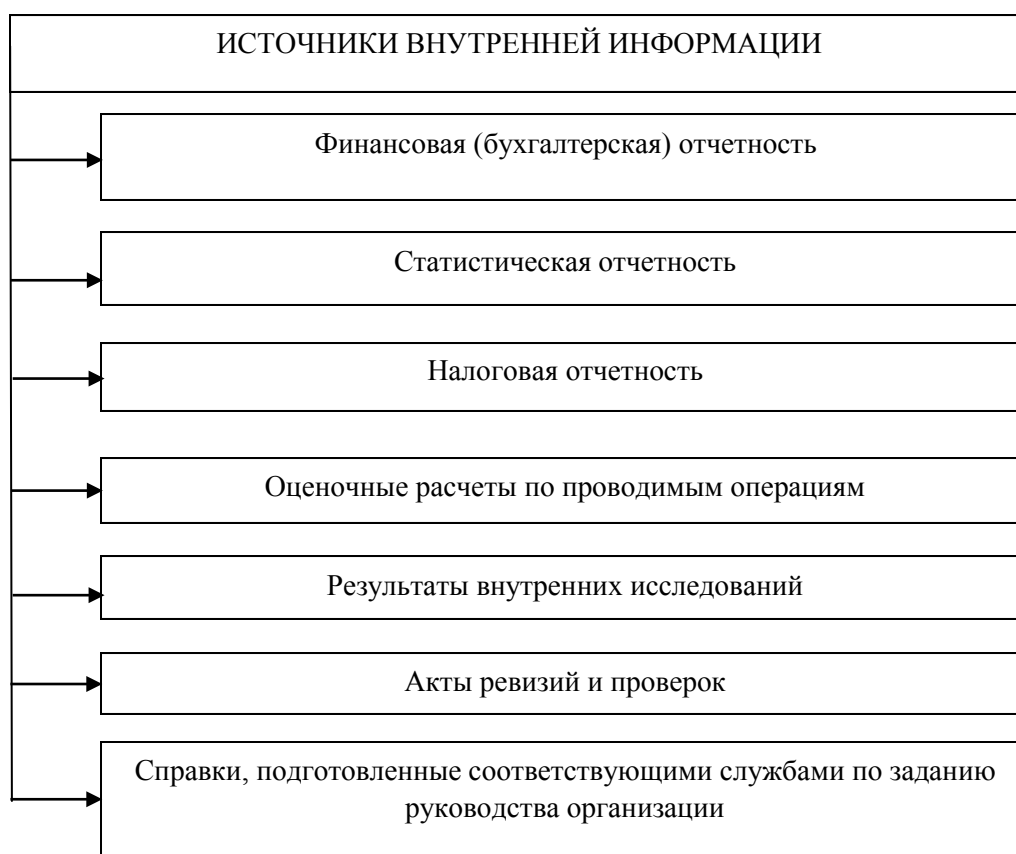 ИСТОЧНИКИ ВНУТРЕННЕЙ ИНФОРМАЦИИ
Финансовая (бухгалтерская) отчетность
Статистическая отчетность
Налоговая отчетность
Оценочные расчеты по проводимым операциям
Результаты внутренних исследований
Акты ревизий и проверок
Справки, подготовленные соответствующими службами по заданию
руководства организации